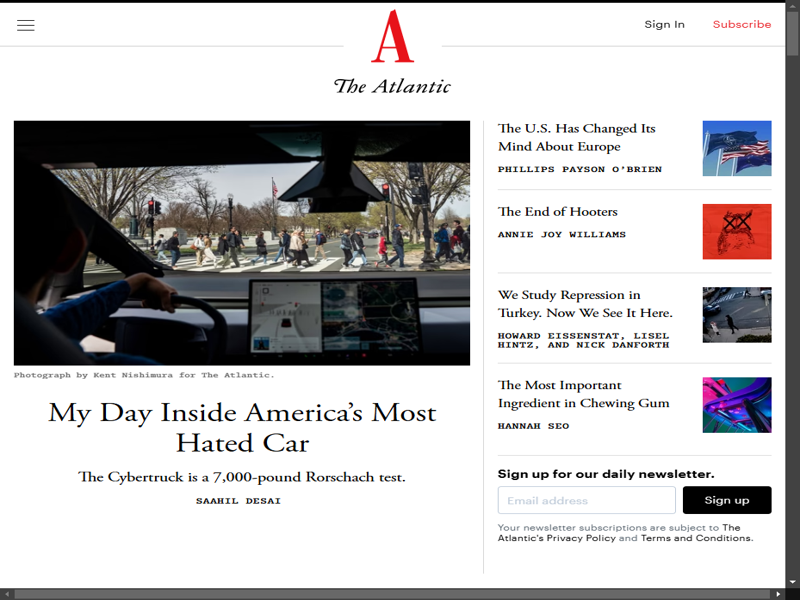 Sign In
Subscribe
A
The Atlantic
Photograph by Kent Nishimura for The Atlantic.
My Day Inside America's Most
Hated Car
The Cybertruck is a 7,000-pound Rorschach test.
SAAHIL DESAI
The U.S. Has Changed Its
Mind About Europe
PHILLIPS PAYSON O'BRIEN
The End of Hooters
ANNIE JOY WILLIAMS
We Study Repression in
Turkey. Now We See It Here.
HOWARD EISSENSTAT, LISEL
HINTZ, AND NICK DANFORTH
The Most Important
Ingredient in Chewing Gum
HANNAH SEO
Sign up for our daily newsletter.
Email address
Sign up
Your newsletter subscriptions are subject to The
Atlantic's Privacy Policy and Terms and Conditions.